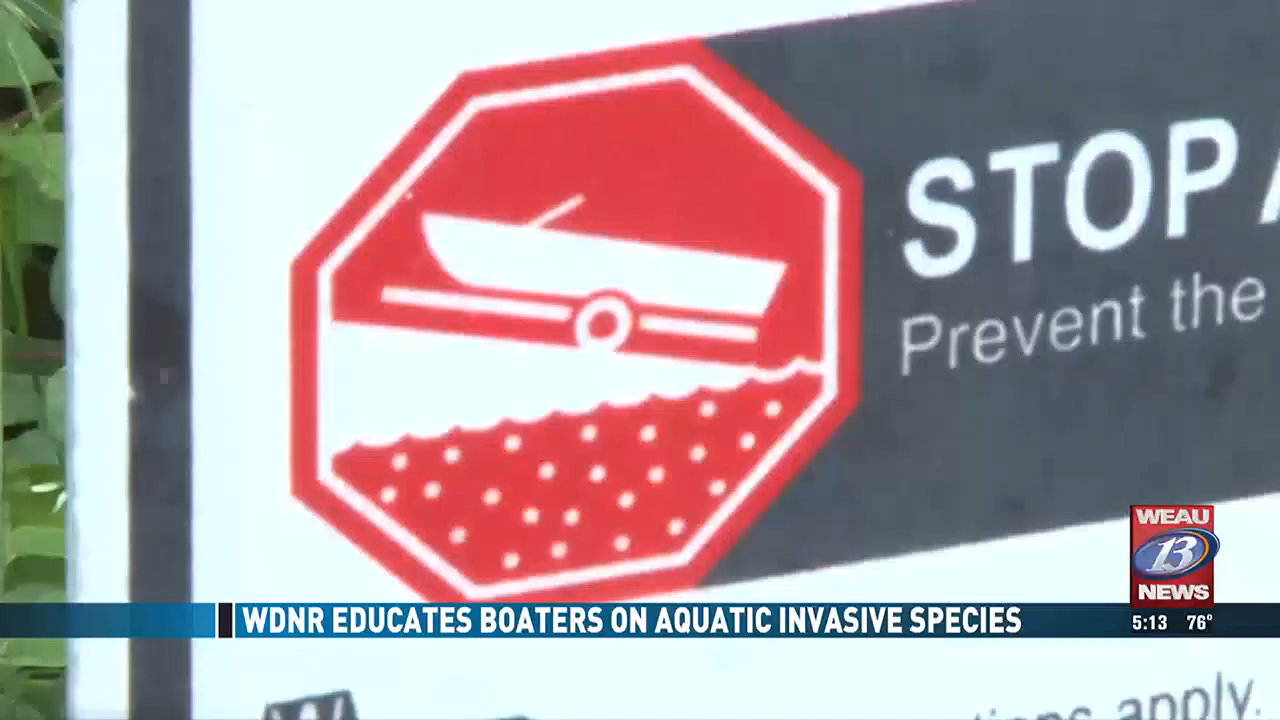 STOP A
Prevent the
WEAU
13
NEWS
WDNR EDUCATES BOATERS ON AQUATIC INVASIVE SPECIES
5:13 76°
apply.